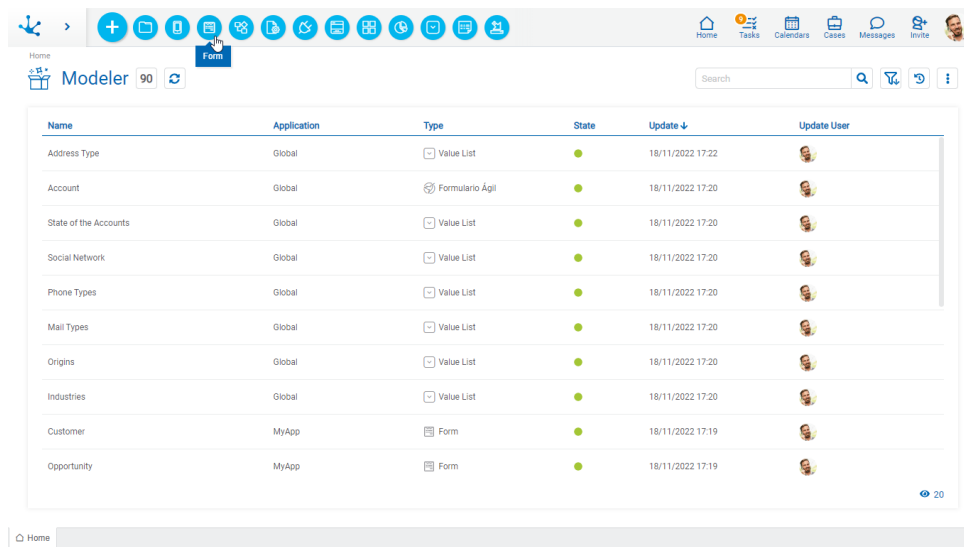 9
Home Tasks Calendars Cases Messages Invite
Form
Home
Modeler 90
Search
Name Application Type State Update Update User
Address Type Global Value List 18/11/2022 17:22
Account Global Formulario Ágil 18/11/2022 17:20
State of the Accounts Global Value List 18/11/2022 17:20
Social Network Global Value List 18/11/2022 17:20
Phone Types Global Value List 18/11/2022 17:20
Mail Types Global Value List 18/11/2022 17:20
Origins Global Value List 18/11/2022 17:20
Industries Global Value List 18/11/2022 17:20
Customer MyApp Form 18/11/2022 17:19
Opportunity MyApp Form 18/11/2022 17:19
20
Home